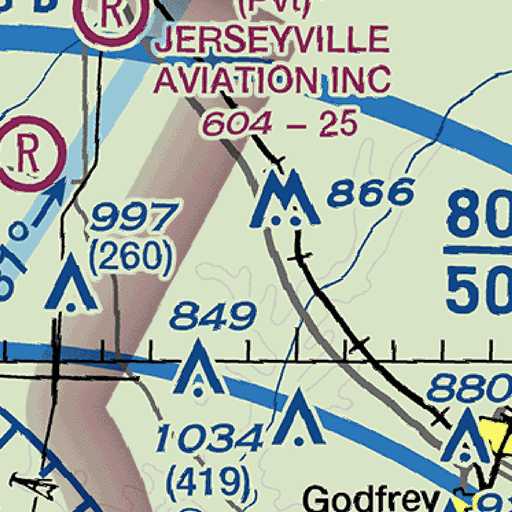 R
(Pvt)
JERSEYVILLE
AVIATION INC
604 - 25
R
866
997
(260)
80
50
849
880
1034
(419)
Godfrey